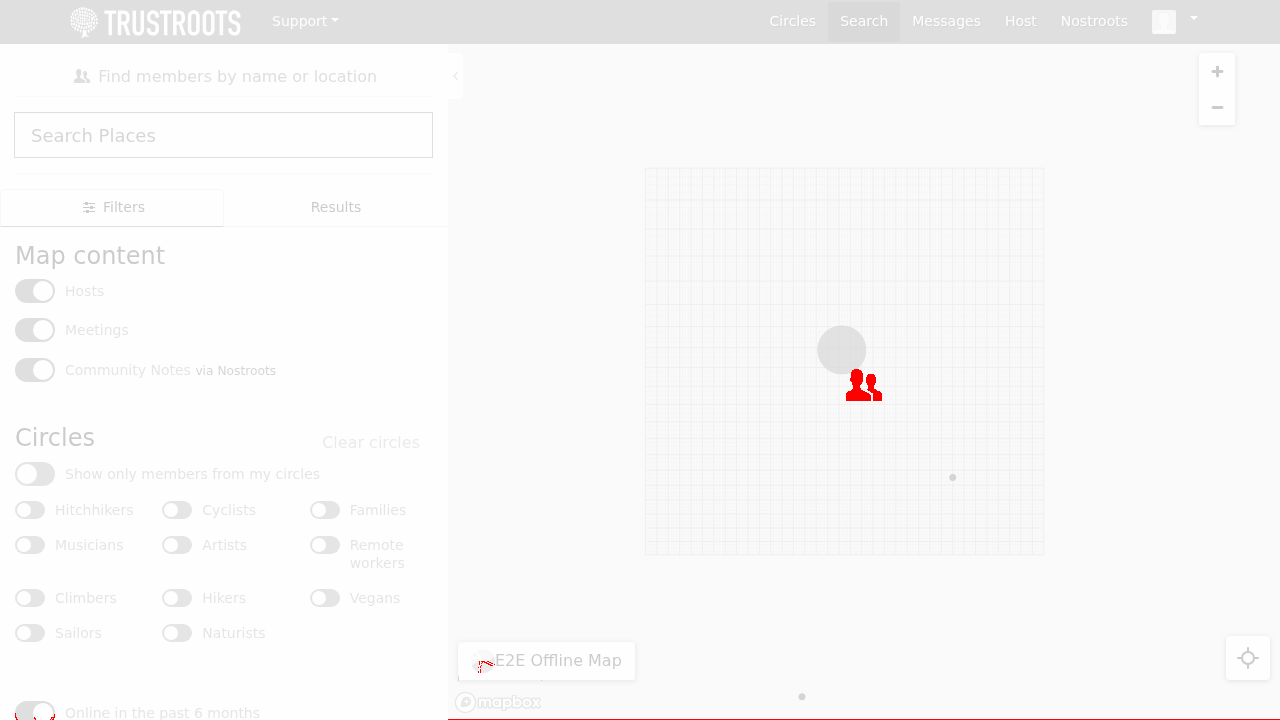 TRUSTROOTS Support Circles Search Messages Host Nostroots
Find members by name or location
Search Places
Filters Results
Map content
Hosts
Meetings
Community Notes via Nostroots
Circles Clear circles
Show only members from my circles
Hitchhikers Cyclists Families
Musicians Artists Remote workers
Climbers Hikers Vegans
Sailors Naturists
Online in the past 6 months
E2E Offline Map
mapbox